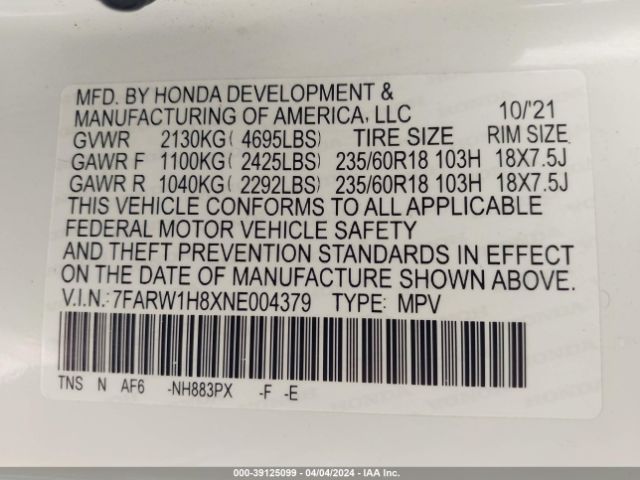 MFD. BY HONDA DEVELOPMENT &
MANUFACTURING OF AMERICA, LLC 10/'21
GVWR 2130KG( 4695LBS) TIRE SIZE RIM SIZE
GAWR F 1100KG( 2425LBS) 235/60R18 103H 18X7.5J
GAWR R 1040KG( 2292LBS) 235/60R18 103H 18X7.5J
THIS VEHICLE CONFORMS TO ALL APPLICABLE
FEDERAL MOTOR VEHICLE SAFETY
AND THEFT PREVENTION STANDARDS IN EFFECT
ON THE DATE OF MANUFACTURE SHOWN ABOVE.
V.I.N.: 7FARW1H8XNE004379 TYPE: MPV
TNS N AF6 -NH883PX -F -E
000-39125099 - 04/04/2024 - IAA Inc.